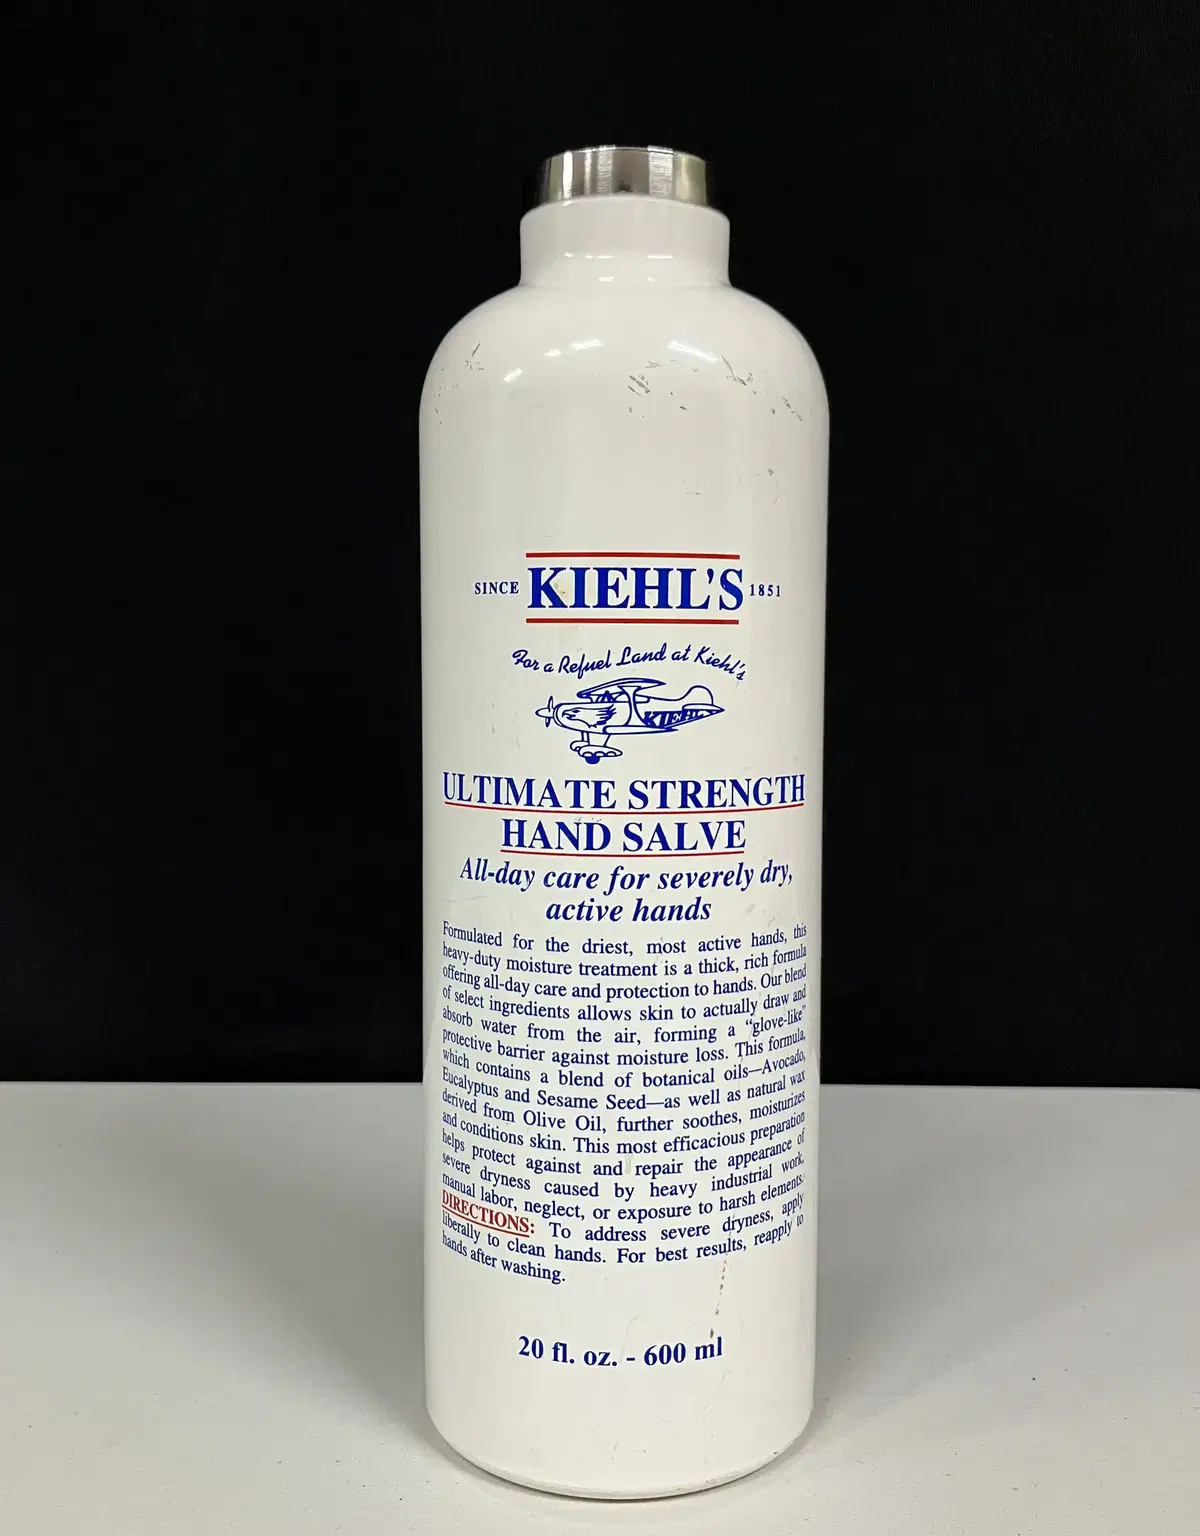 SINCE KIEHL'S 1851
For a Refuel Land at Kiehl's
KIEHL'S
ULTIMATE STRENGTH
HAND SALVE
All-day care for severely dry,
active hands
Formulated for the driest, most active hands, this
heavy-duty moisture treatment is a thick, rich formula
offering all-day care and protection to hands. Our blend
of select ingredients allows skin to actually draw and
absorb water from the air, forming a “glove-like”
protective barrier against moisture loss. This formula,
which contains a blend of botanical oils—Avocado,
Eucalyptus and Sesame Seed—as well as natural wax
derived from Olive Oil, further soothes, moisturizes
and conditions skin. This most efficacious preparation
helps protect against and repair the appearance of
severe dryness caused by heavy industrial work,
manual labor, neglect, or exposure to harsh elements.
DIRECTIONS: To address severe dryness, apply
liberally to clean hands. For best results, reapply to
hands after washing.
20 fl. oz. - 600 ml